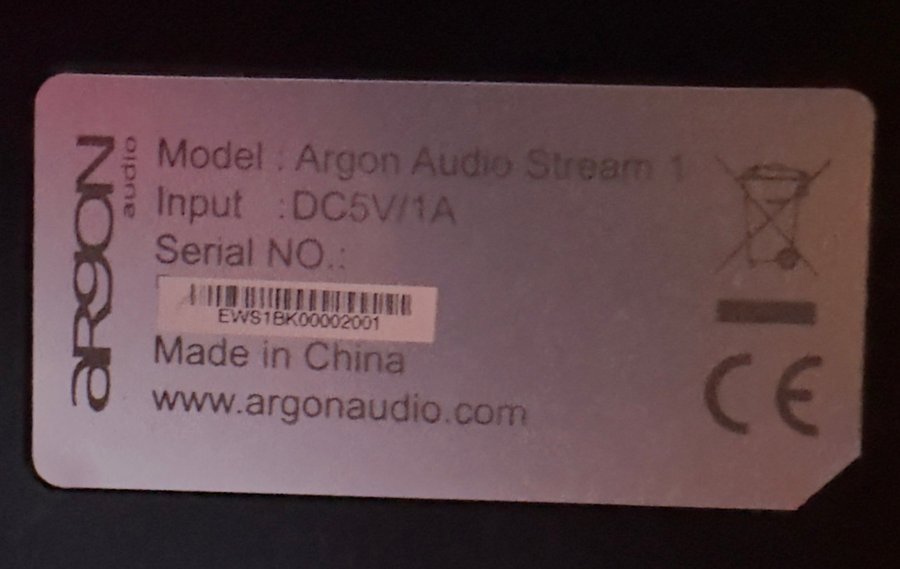 argon
audio
Model : Argon Audio Stream 1
Input : DC5V/1A
Serial NO.:
EWS1BK00002001
Made in China
www.argonaudio.com
CE